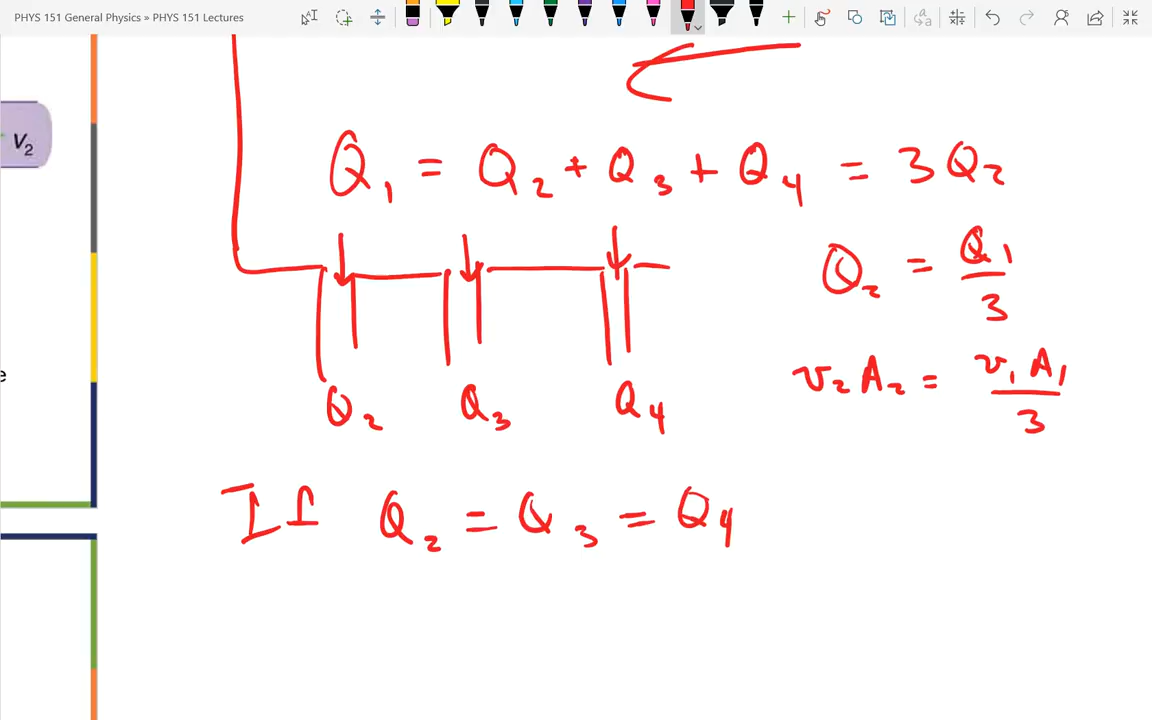 PHYS 151 General Physics » PHYS 151 Lectures
V₂
Q₁ = Q₂ + Q₃ + Q₄ = 3Q₂
Q₂ = Q₁/3
v₂A₂ = v₁A₁/3
e
Q₂ Q₃ Q₄
If Q₂ = Q₃ = Q₄